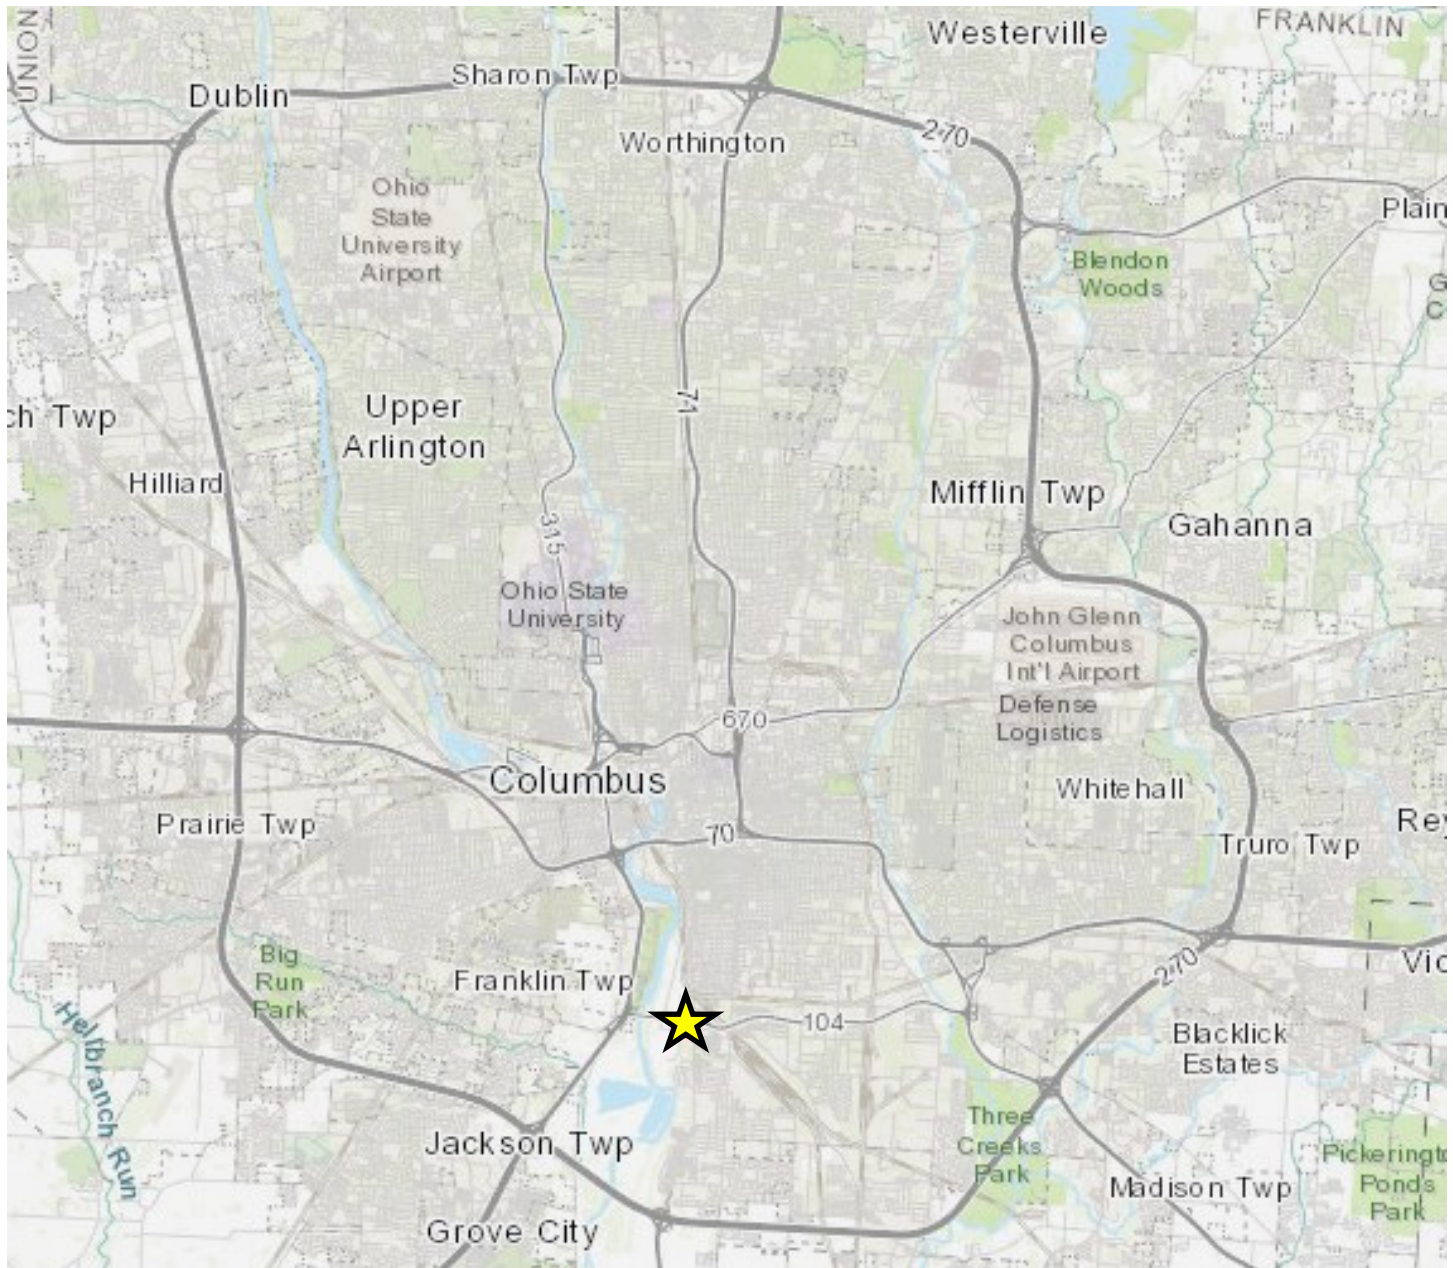 UNION
Westerville
FRANKLIN
Dublin
Sharon Twp
Worthington
270
Plain
Ohio
State
University
Airport
Blendon
Woods
G
C
ch Twp
Upper
Arlington
71
Hilliard
Mifflin Twp
Gahanna
315
Ohio State
University
John Glenn
Columbus
Int'l Airport
Defense
Logistics
670
Columbus
Whitehall
Prairie Twp
70
Truro Twp
Rey
Big
Run
Park
Franklin Twp
270
Vic
104
Hellbranch Run
Blacklick
Estates
Three
Creeks
Park
Jackson Twp
Pickeringto
Ponds
Park
Madison Twp
Grove City